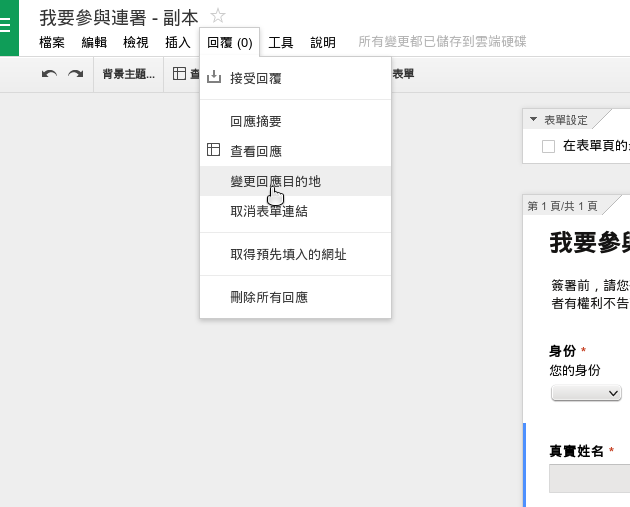 我要參與連署 - 副本
檔案 編輯 檢視 插入 回覆 (0) 工具 說明 所有變更都已儲存到雲端硬碟
背景主題... 表單
接受回覆
回應摘要
查看回應
變更回應目的地
取消表單連結
取得預先填入的網址
刪除所有回應
表單設定
在表單頁的
第 1 頁/共 1 頁
我要參與
簽署前，請您
者有權利不告
身份 *
您的身份
真實姓名 *